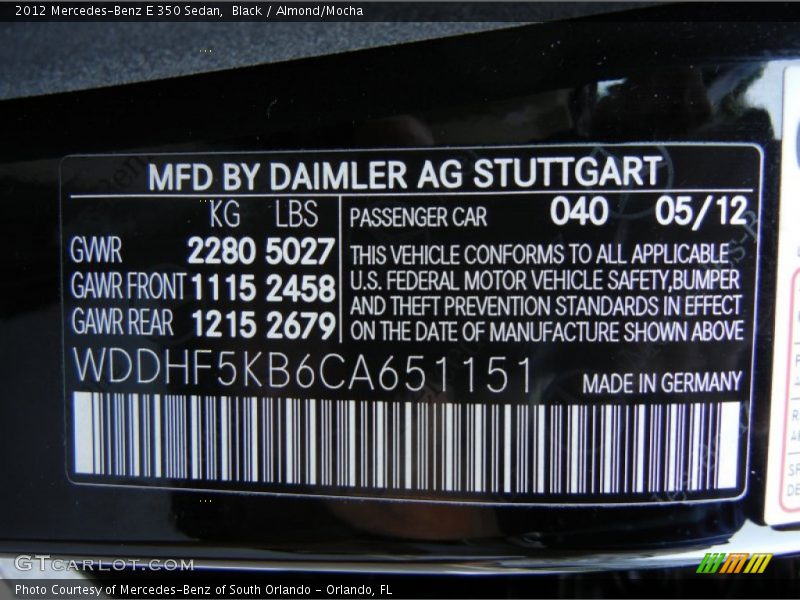 2012 Mercedes-Benz E 350 Sedan,  Black / Almond/Mocha
MFD BY DAIMLER AG STUTTGART
KG LBS
GVWR 2280 5027
GAWR FRONT 1115 2458
GAWR REAR 1215 2679
PASSENGER CAR 040 05/12
THIS VEHICLE CONFORMS TO ALL APPLICABLE
U.S. FEDERAL MOTOR VEHICLE SAFETY,BUMPER
AND THEFT PREVENTION STANDARDS IN EFFECT
ON THE DATE OF MANUFACTURE SHOWN ABOVE
WDDHF5KB6CA651151
MADE IN GERMANY
GTCARLOT.COM
Photo Courtesy of Mercedes-Benz of South Orlando - Orlando, FL